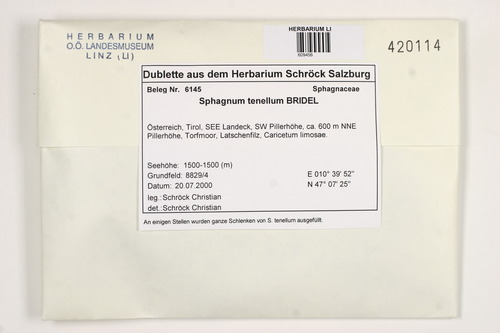 HERBARIUM
O.Ö. LANDESMUSEUM
LINZ (LI)
HERBARIUM LI
420114
Dublette aus dem Herbarium Schröck Salzburg
Beleg Nr. 6145 Sphagnaceae
Sphagnum tenellum BRIDEL
Österreich, Tirol, SEE Landeck, SW Pillerhöhe, ca. 600 m NNE
Pillerhöhe, Torfmoor, Latschenfilz, Caricetum limosae.
Seehöhe: 1500-1500 (m)
Grundfeld: 8829/4 E 010° 39' 52"
Datum: 20.07.2000 N 47° 07' 25"
leg.:Schröck Christian
det.:Schröck Christian
An einigen Stellen wurden ganze Schlenken von S. tenellum ausgefüllt.